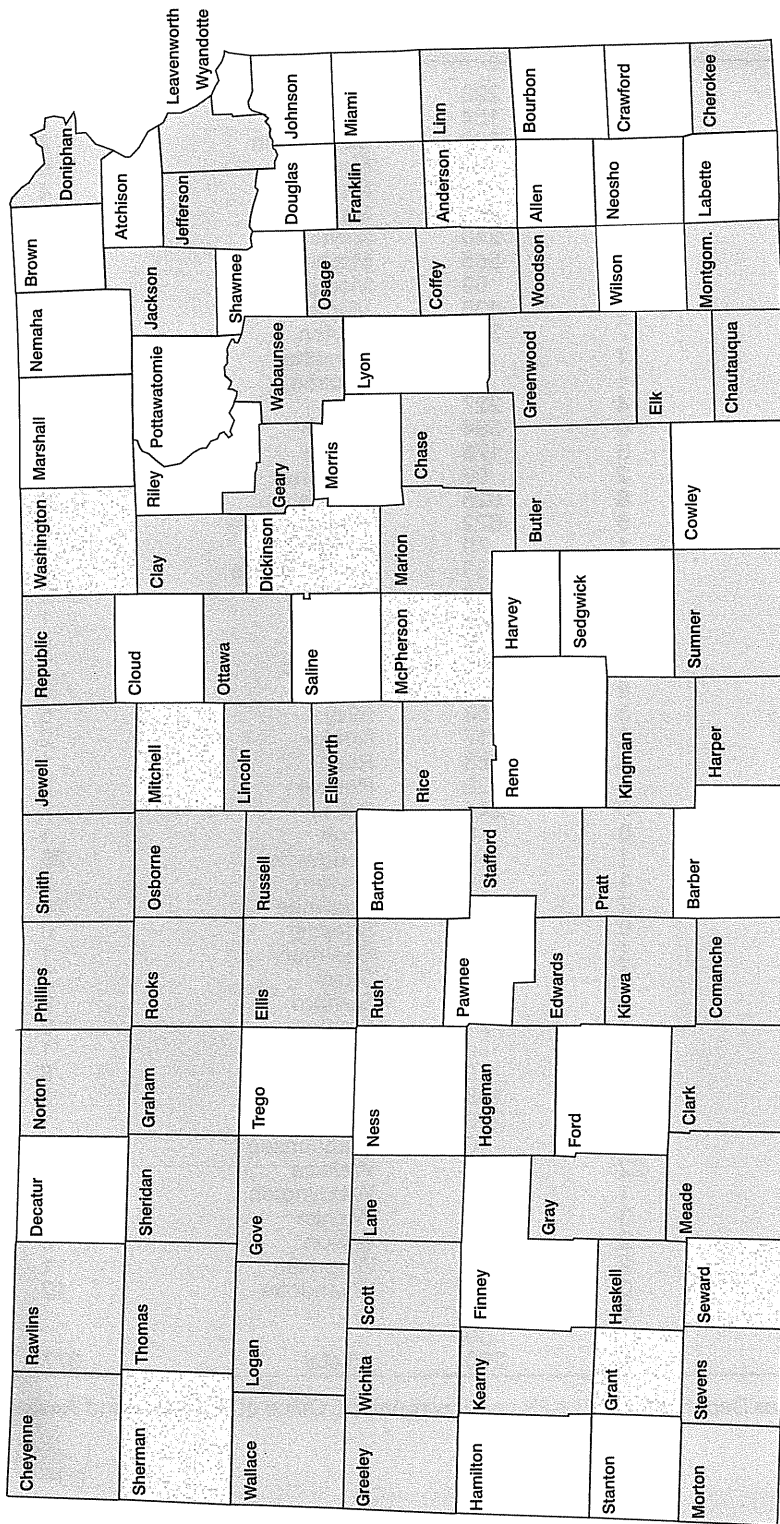 Cheyenne
Rawlins
Decatur
Norton
Phillips
Smith
Jewell
Republic
Washington
Marshall
Nemaha
Brown
Doniphan
Sherman
Thomas
Sheridan
Graham
Rooks
Osborne
Mitchell
Cloud
Clay
Riley
Pottawatomie
Jackson
Atchison
Jefferson
Leavenworth
Wyandotte
Wallace
Logan
Gove
Trego
Ellis
Russell
Lincoln
Ottawa
Ellsworth
Saline
Dickinson
Geary
Wabaunsee
Shawnee
Douglas
Johnson
Greeley
Wichita
Scott
Lane
Ness
Rush
Barton
Rice
McPherson
Marion
Morris
Chase
Lyon
Osage
Coffey
Franklin
Miami
Anderson
Linn
Hamilton
Kearny
Finney
Hodgeman
Pawnee
Stafford
Reno
Harvey
Sedgwick
Butler
Greenwood
Woodson
Allen
Bourbon
Stanton
Grant
Haskell
Gray
Ford
Edwards
Kiowa
Pratt
Kingman
Elk
Wilson
Neosho
Crawford
Morton
Stevens
Seward
Meade
Clark
Comanche
Barber
Harper
Sumner
Cowley
Chautauqua
Montgom.
Labette
Cherokee